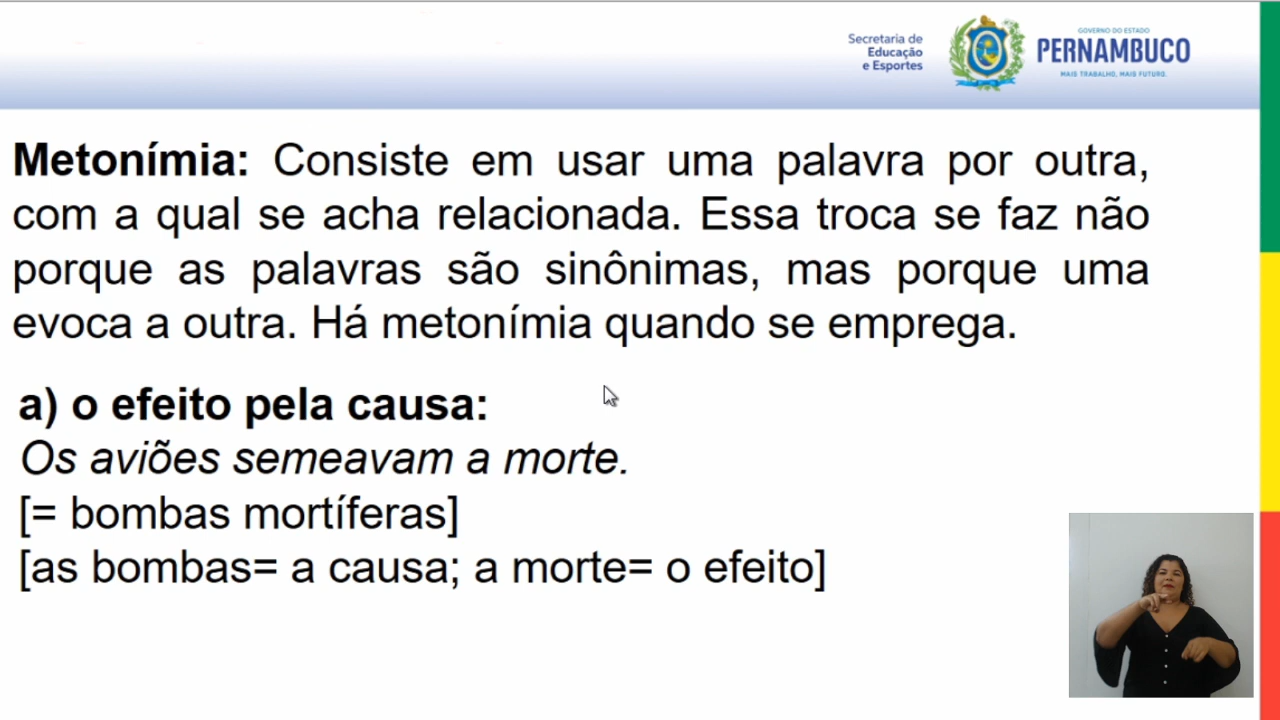 Secretaria de
Educação
e Esportes
GOVERNO DO ESTADO
PERNAMBUCO
MAIS TRABALHO, MAIS FUTURO.
Metonímia: Consiste em usar uma palavra por outra,
com a qual se acha relacionada. Essa troca se faz não
porque as palavras são sinônimas, mas porque uma
evoca a outra. Há metonímia quando se emprega.
a) o efeito pela causa:
Os aviões semeavam a morte.
[= bombas mortíferas]
[as bombas= a causa; a morte= o efeito]